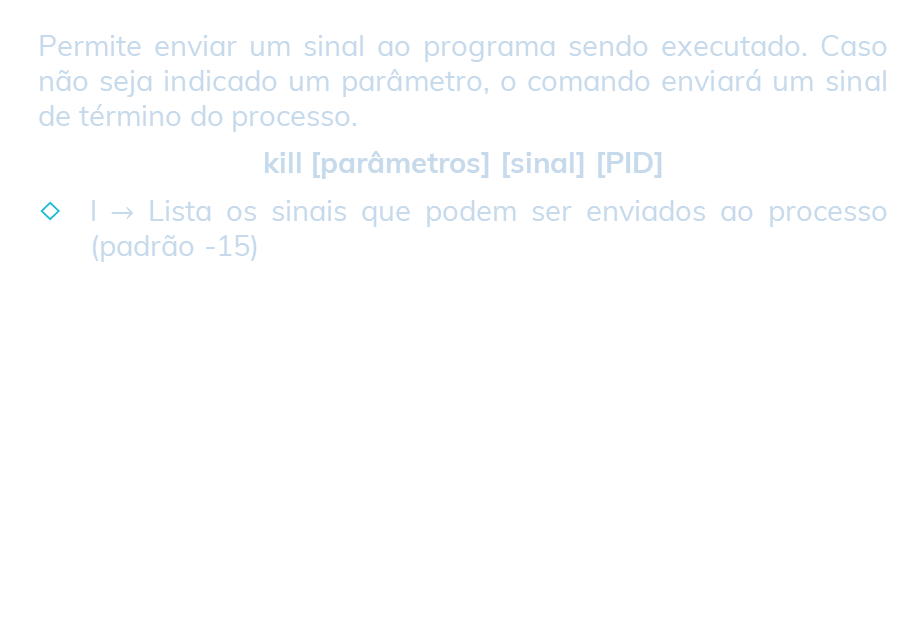 Permite enviar um sinal ao programa sendo executado. Caso
não seja indicado um parâmetro, o comando enviará um sinal
de término do processo.
kill [parâmetros] [sinal] [PID]
l → Lista os sinais que podem ser enviados ao processo
(padrão -15)